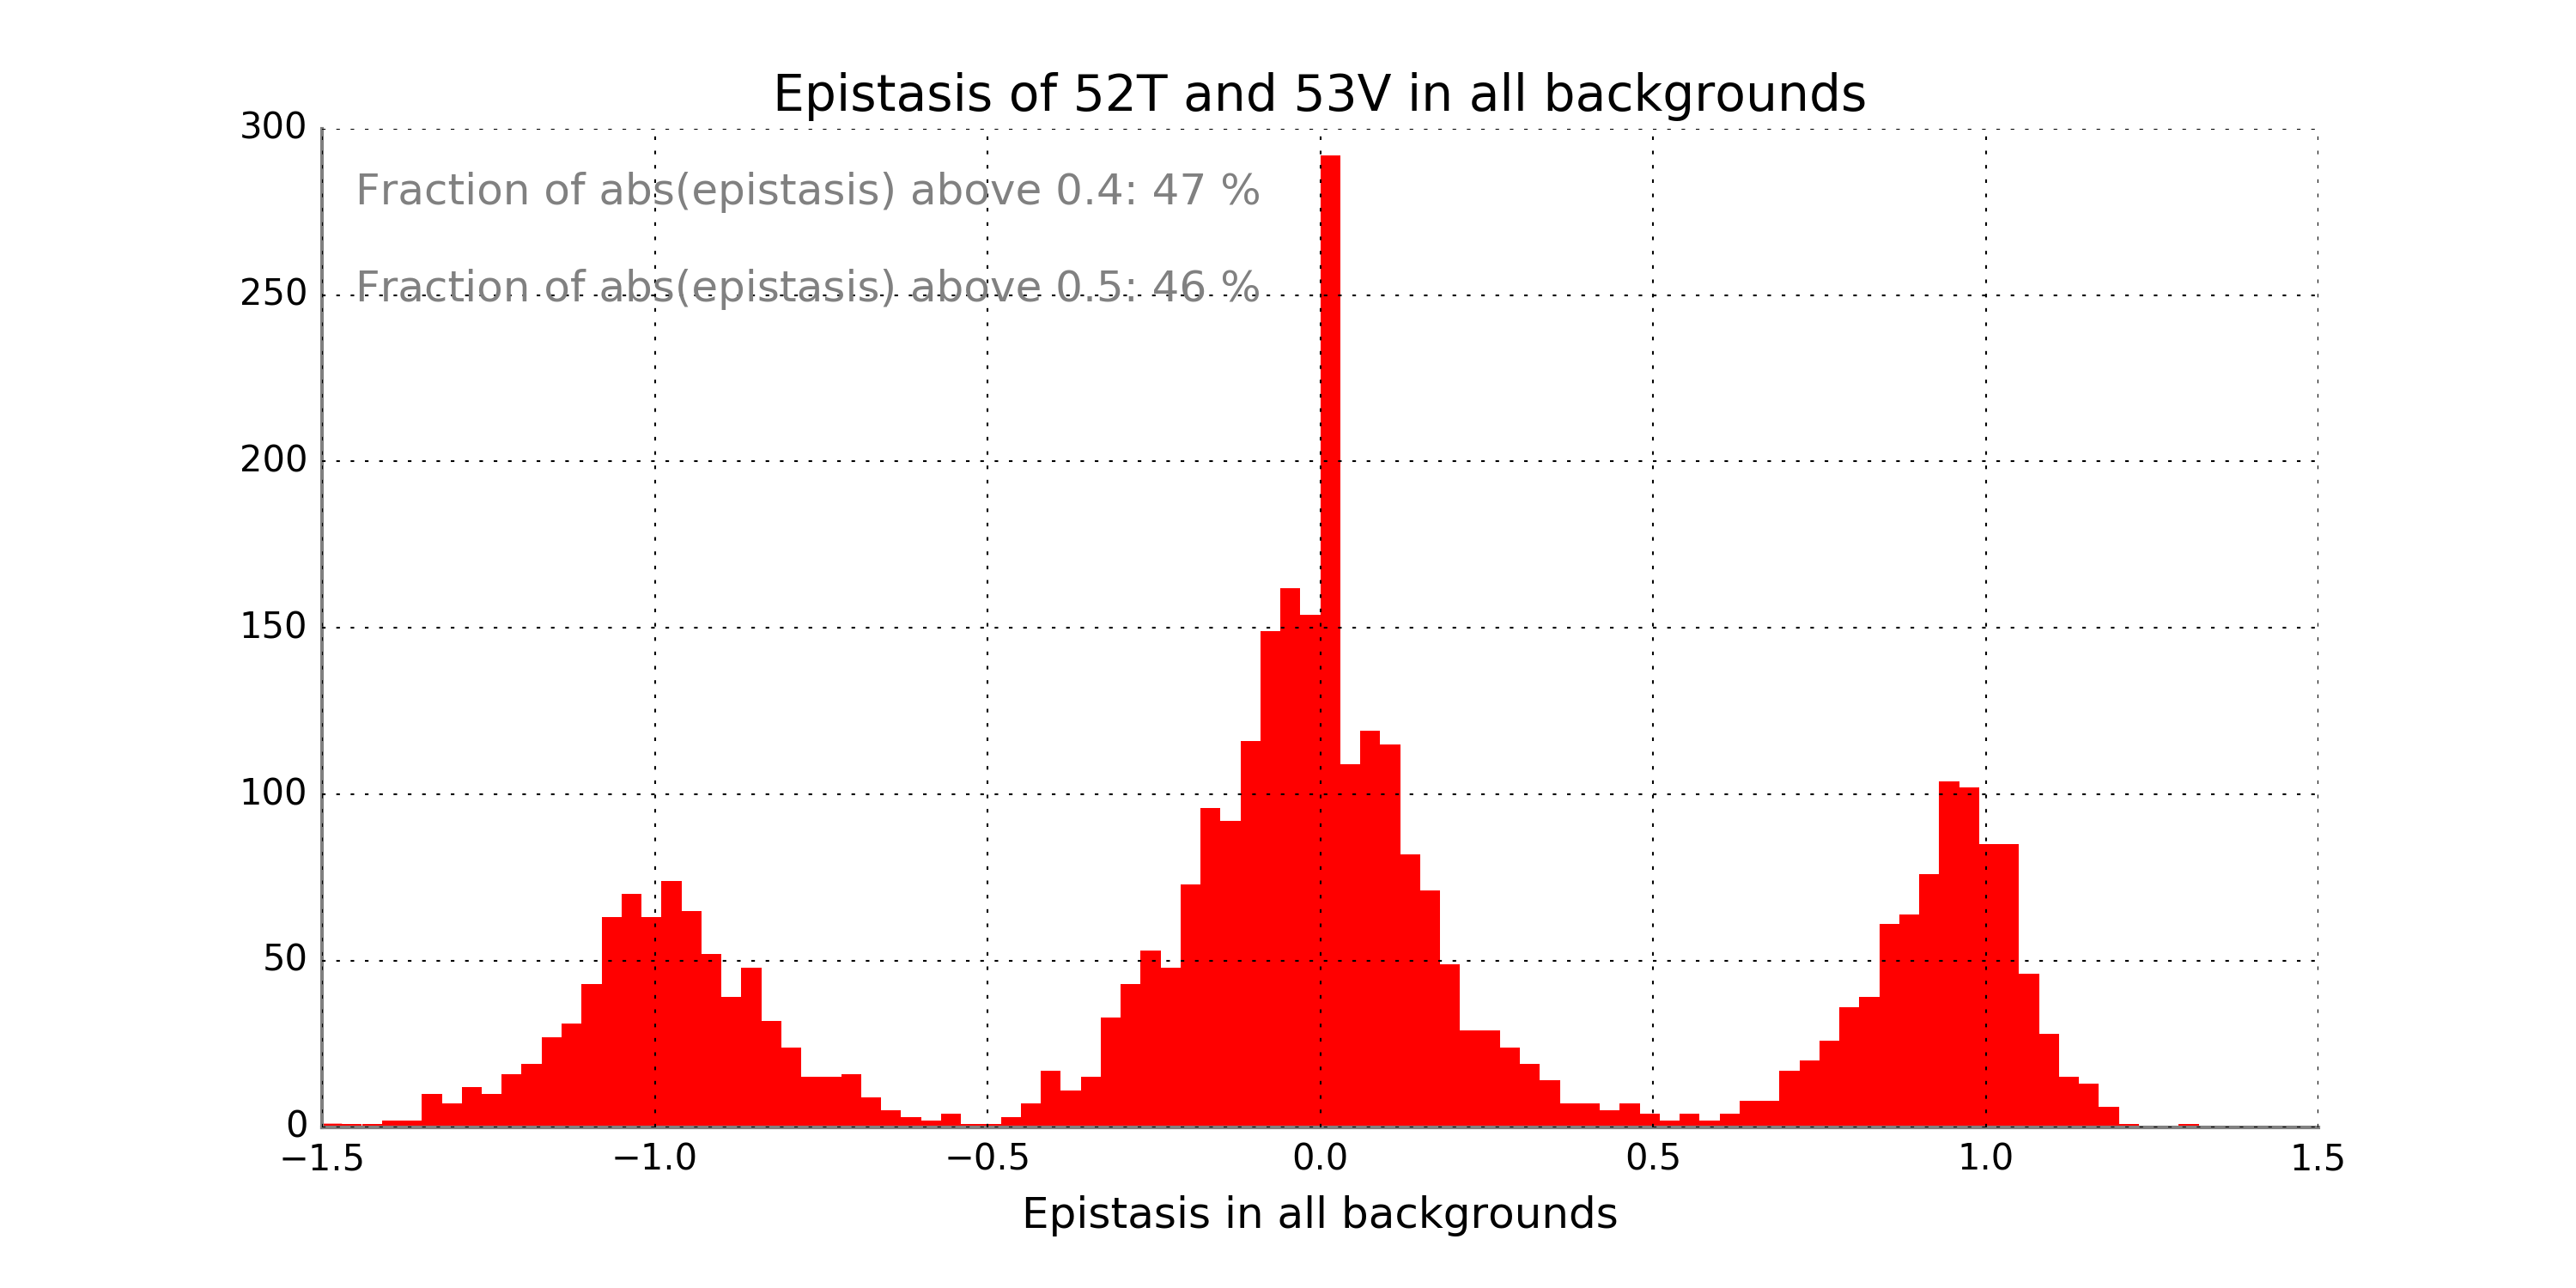 Epistasis of 52T and 53V in all backgrounds
300
Fraction of abs(epistasis) above 0.4: 47 %
250
Fraction of abs(epistasis) above 0.5: 46 %
200
150
100
50
0
−1.5 −1.0 −0.5 0.0 0.5 1.0 1.5
Epistasis in all backgrounds